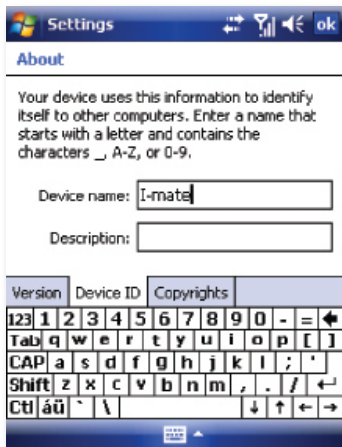 Settings ok
About
Your device uses this information to identify
itself to other computers. Enter a name that
starts with a letter and contains the
characters _, A-Z, or 0-9.
Device name: I-mate
Description:
Version Device ID Copyrights
123 1 2 3 4 5 6 7 8 9 0 - =
Tab q w e r t y u i o p [ ]
CAP a s d f g h j k l ; '
Shift z x c v b n m , . /
Ctl áü ` \